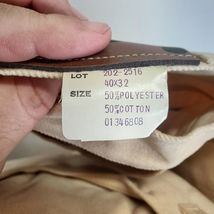 LOT 202-2516
SIZE 40X32
50%POLYESTER
50%COTTON
01346808